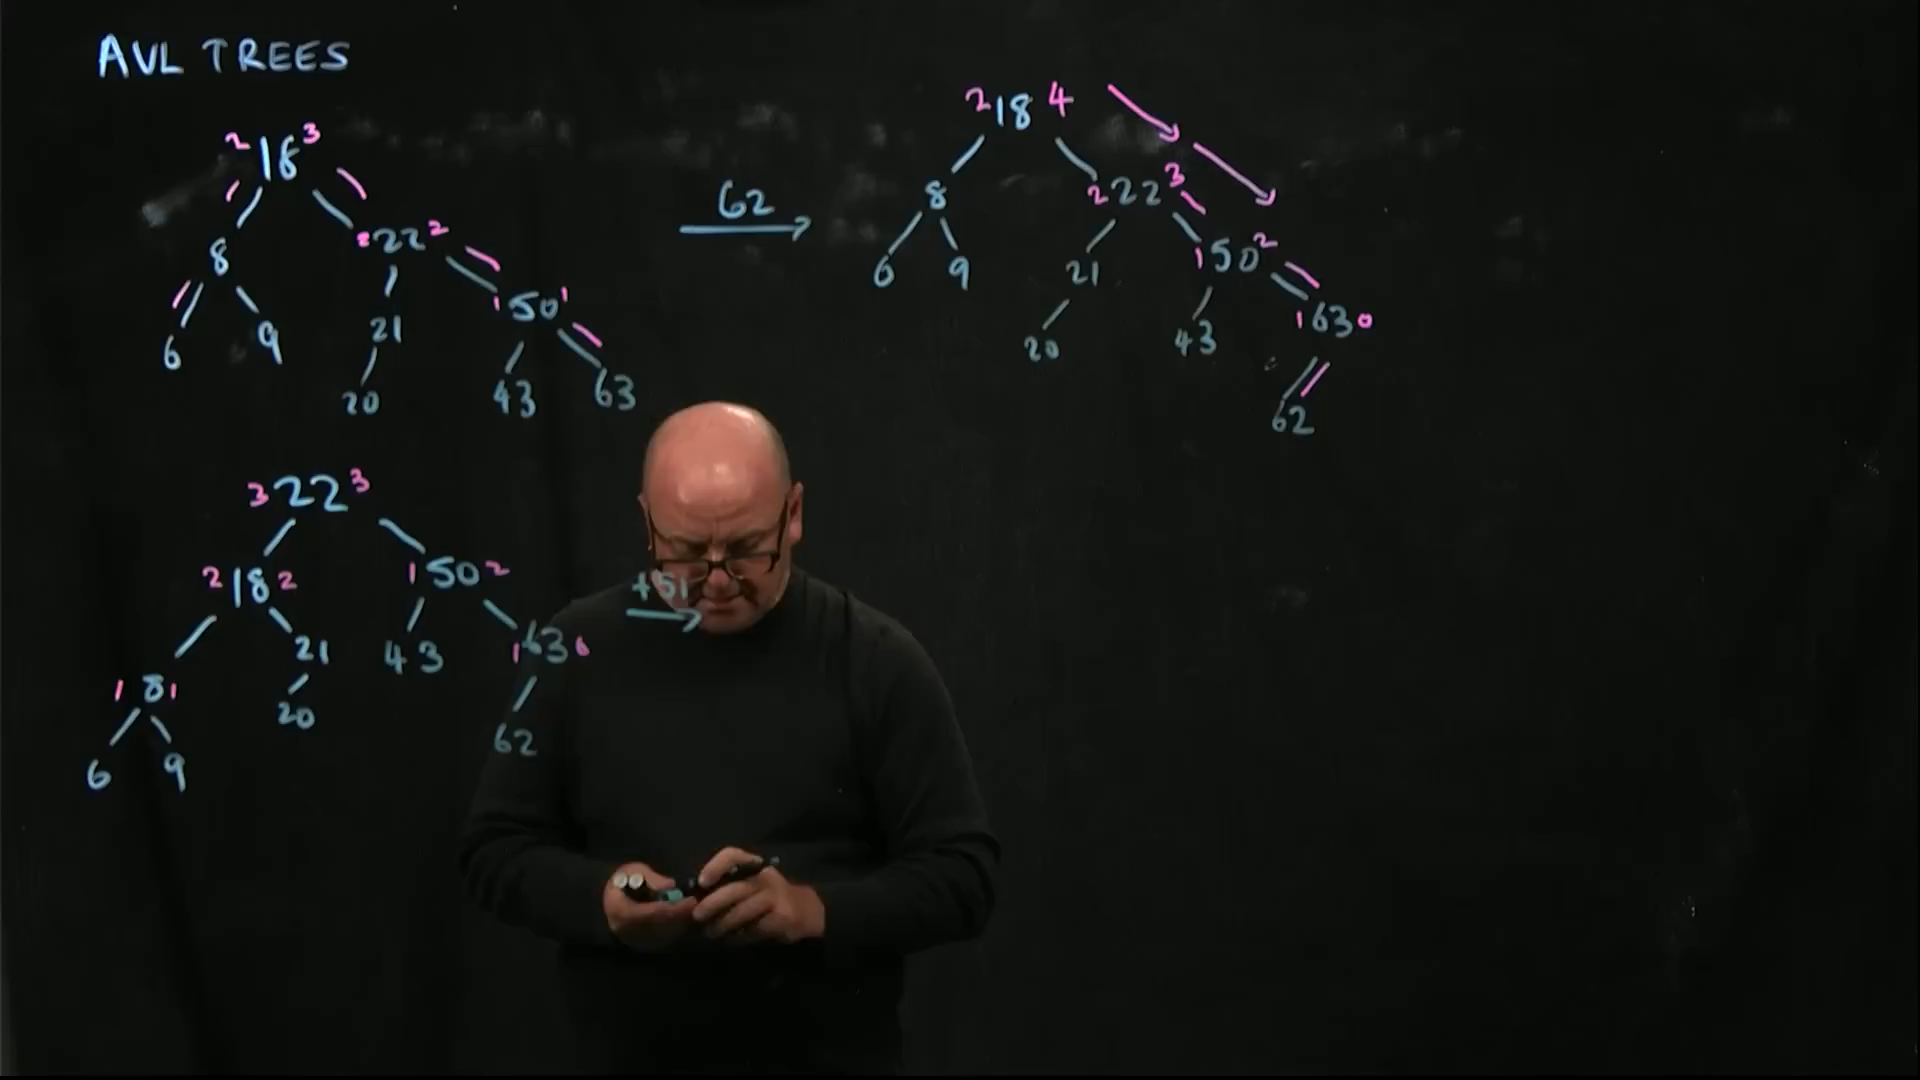 AVL TREES
2 18 3
8 2 22 2
6 9 21 1 50 1
20 43 63
62
2 18 4
8 2 22 3
6 9 21 1 50 2
20 43 1 63 0
62
3 22 3
2 18 2 1 50 2
1 8 1 21 43 1 63 0
6 9 20 62
+51